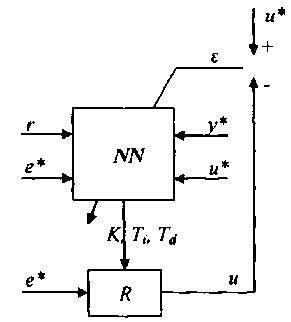 u*
ε +
-
r NN y*
e* u*
K, Ti, Td
e* R u